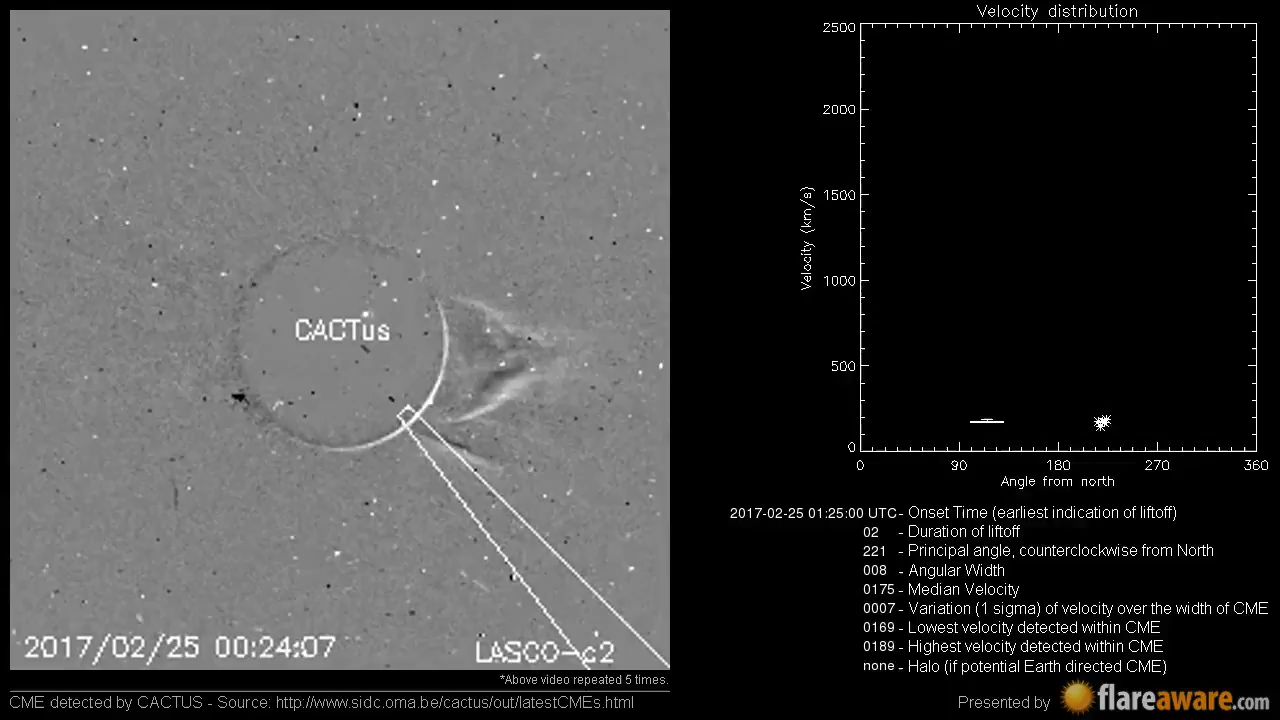 CACTus
2017/02/25 00:24:07 LASCO-c2
*Above video repeated 5 times.
CME detected by CACTUS - Source: http://www.sidc.oma.be/cactus/out/latestCMEs.html
Velocity distribution
2500
2000
1500
1000
500
0
Velocity (km/s)
0 90 180 270 360
Angle from north
2017-02-25 01:25:00 UTC - Onset Time (earliest indication of liftoff)
02 - Duration of liftoff
221 - Principal angle, counterclockwise from North
008 - Angular Width
0175 - Median Velocity
0007 - Variation (1 sigma) of velocity over the width of CME
0169 - Lowest velocity detected within CME
0189 - Highest velocity detected within CME
none - Halo (if potential Earth directed CME)
Presented by flareaware.com